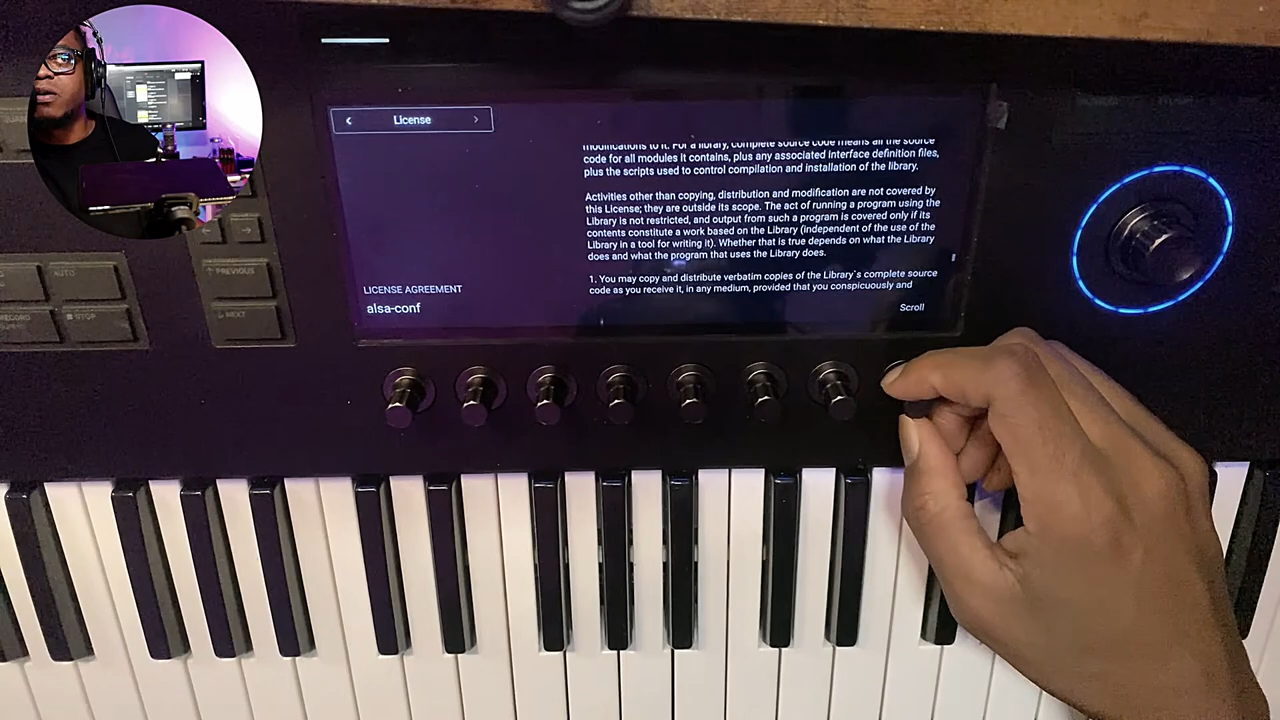 License
modifications to it. For a library, complete source code means all the source
code for all modules it contains, plus any associated interface definition files,
plus the scripts used to control compilation and installation of the library.
Activities other than copying, distribution and modification are not covered by
this License; they are outside its scope. The act of running a program using the
Library is not restricted, and output from such a program is covered only if its
contents constitute a work based on the Library (independent of the use of the
Library in a tool for writing it). Whether that is true depends on what the Library
does and what the program that uses the Library does.
1. You may copy and distribute verbatim copies of the Library's complete source
code as you receive it, in any medium, provided that you conspicuously and
LICENSE AGREEMENT
alsa-conf
Scroll
AUTO
PREVIOUS
RECORD
STOP
NEXT